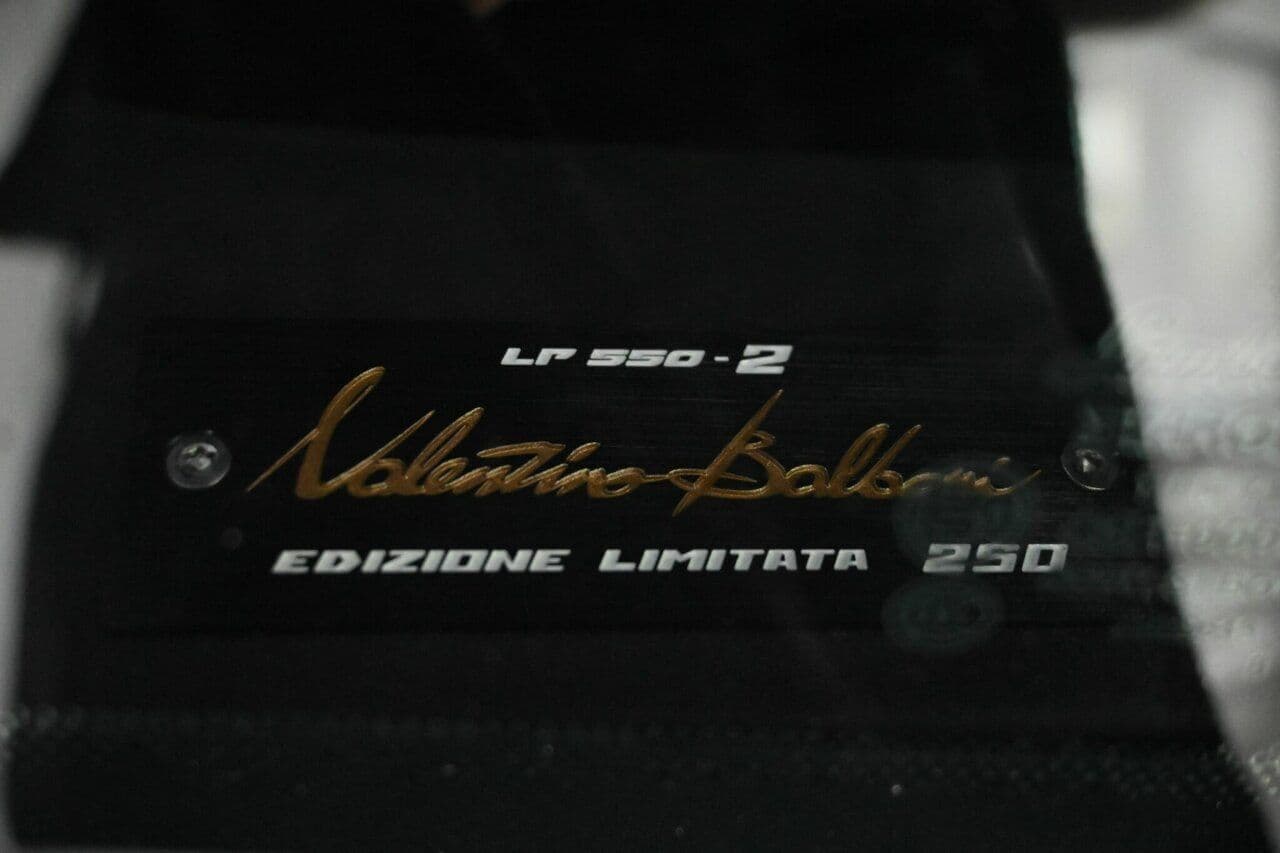 LP 550-2
Valentino Balboni
EDIZIONE LIMITATA 250